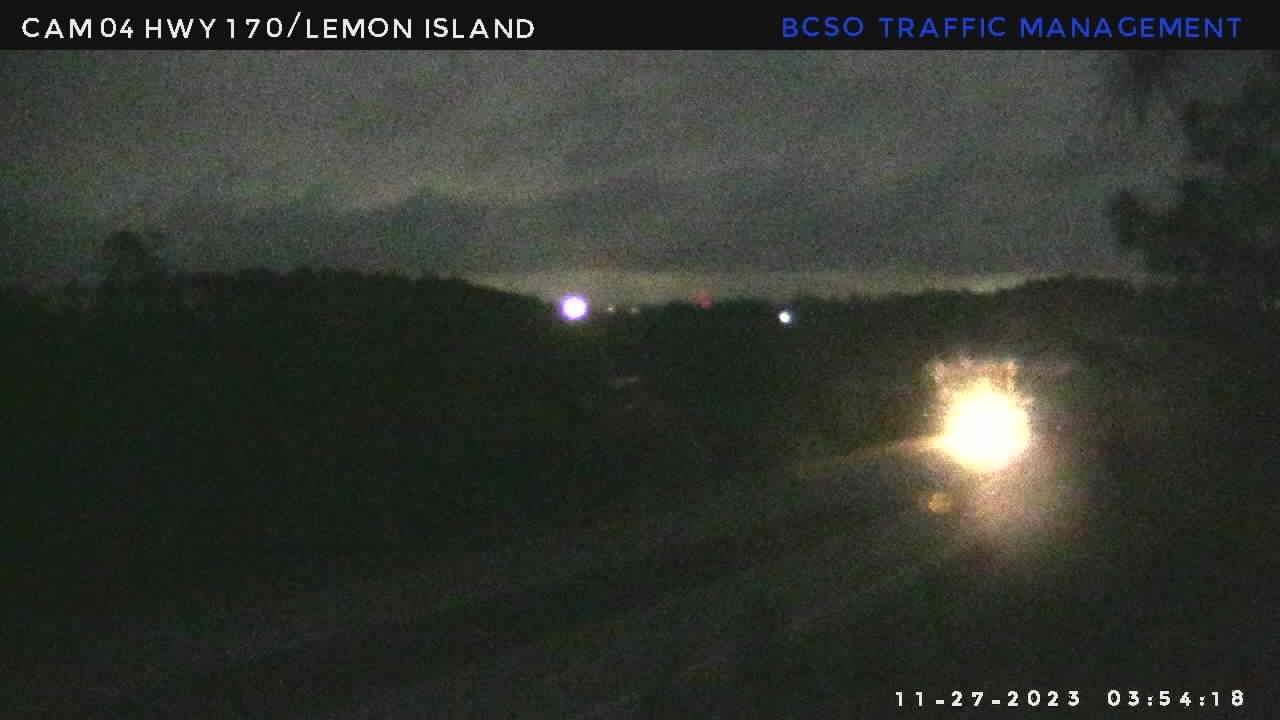 CAM04 HWY 170/LEMON ISLAND
BCSO TRAFFIC MANAGEMENT
11-27-2023 03:54:18